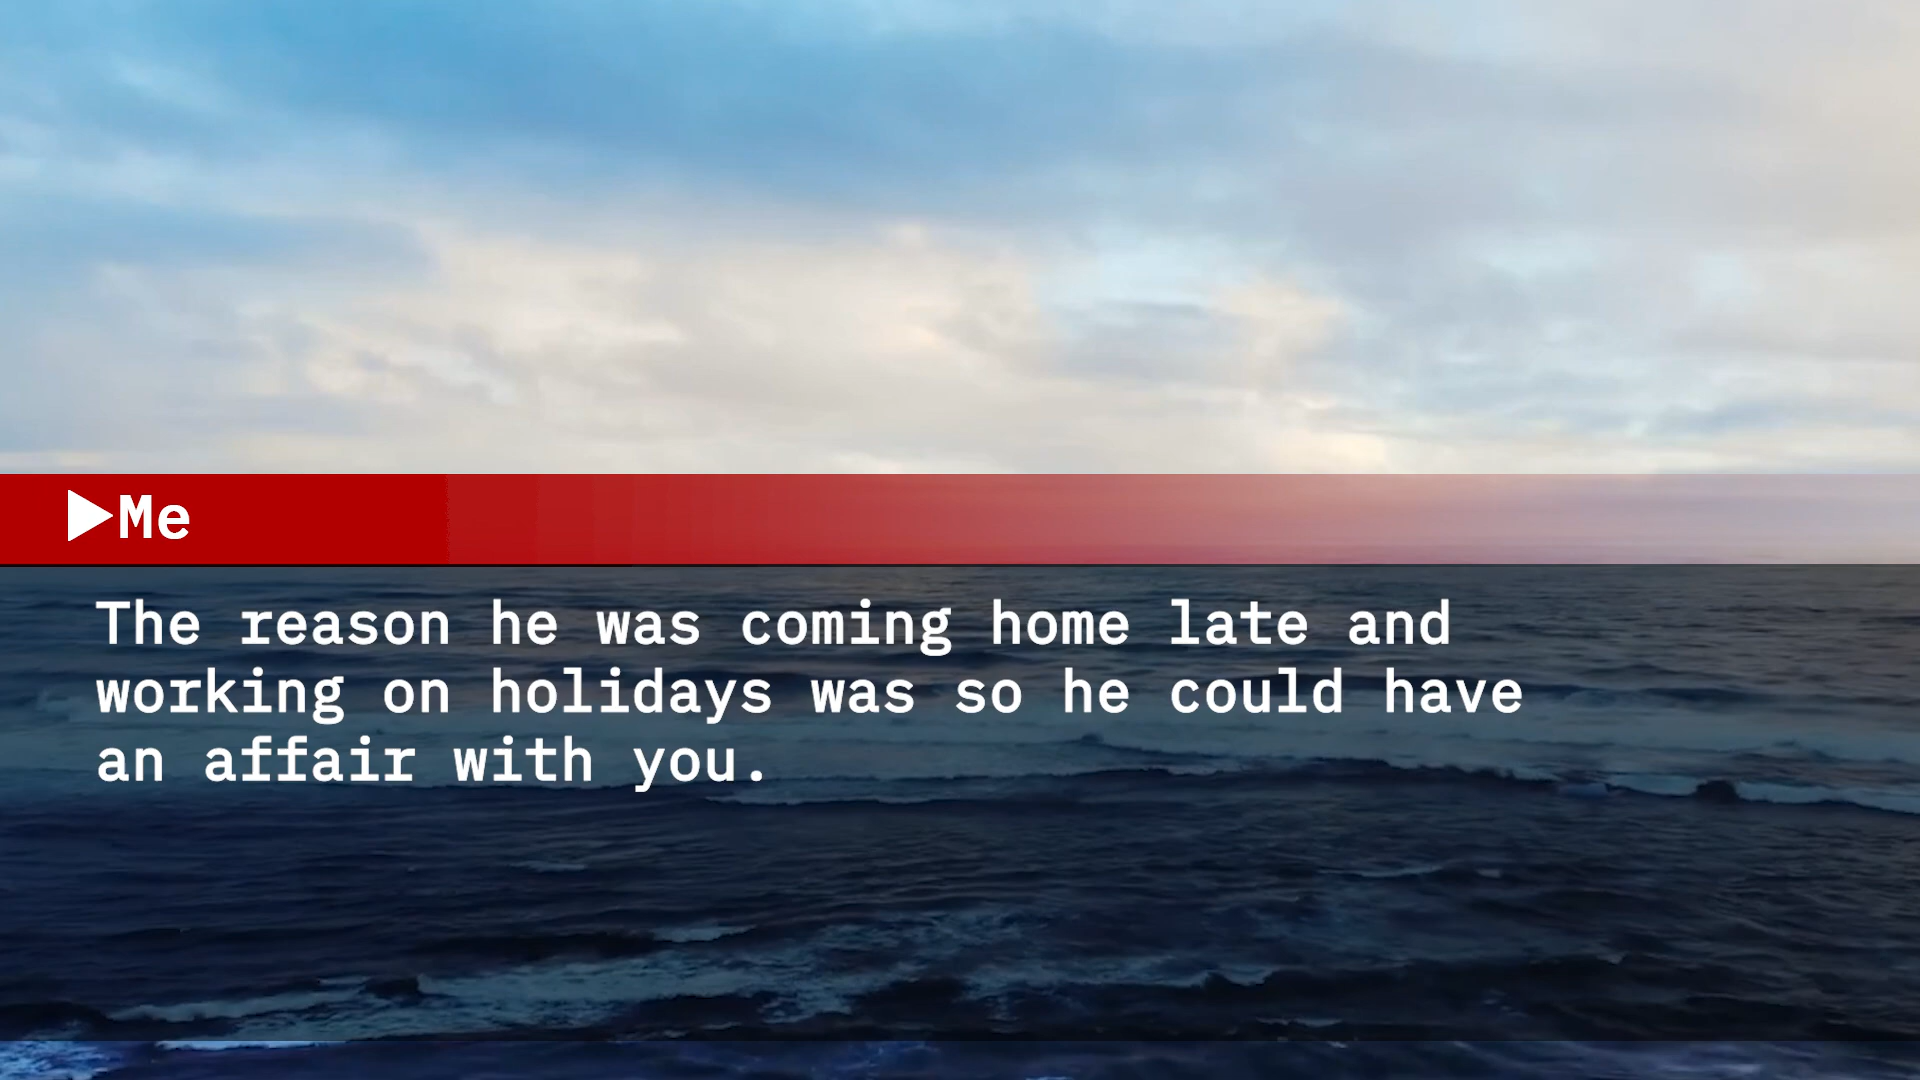 ▶Me
The reason he was coming home late and
working on holidays was so he could have
an affair with you.